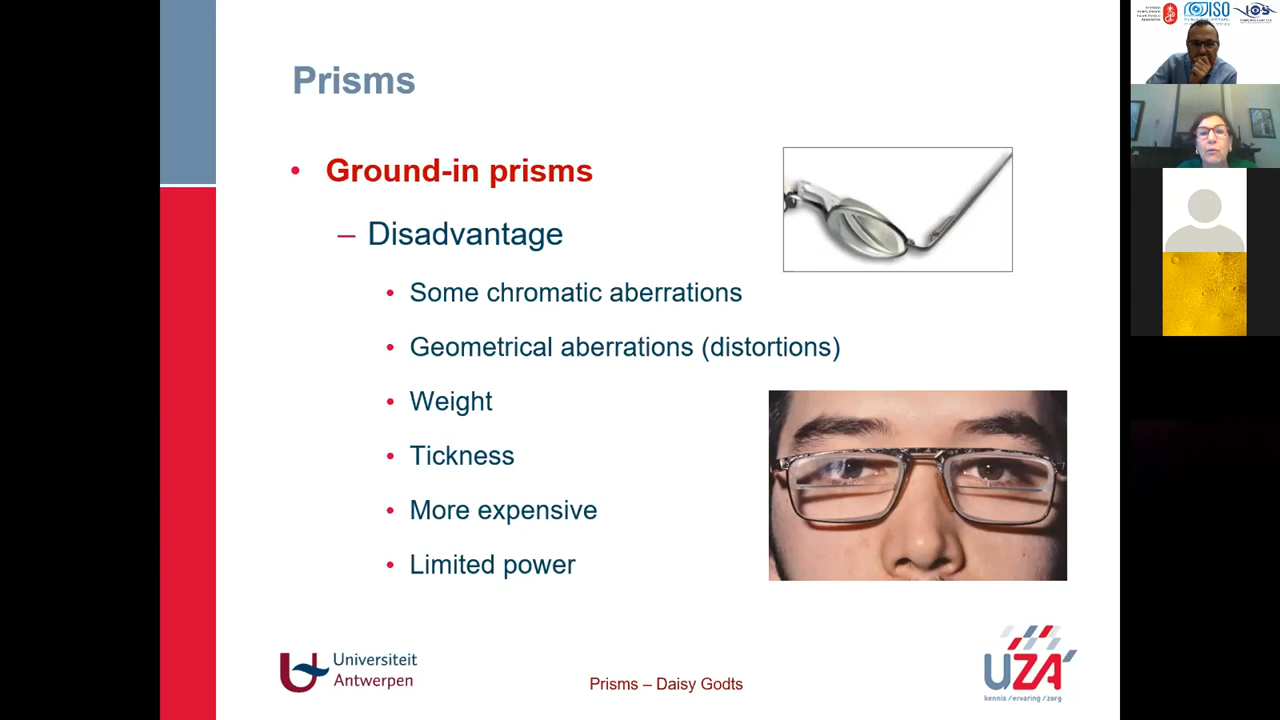 Prisms
• Ground-in prisms
– Disadvantage
• Some chromatic aberrations
• Geometrical aberrations (distortions)
• Weight
• Tickness
• More expensive
• Limited power
Universiteit
Antwerpen
Prisms – Daisy Godts
UZA
kennis / ervaring / zorg
ISO